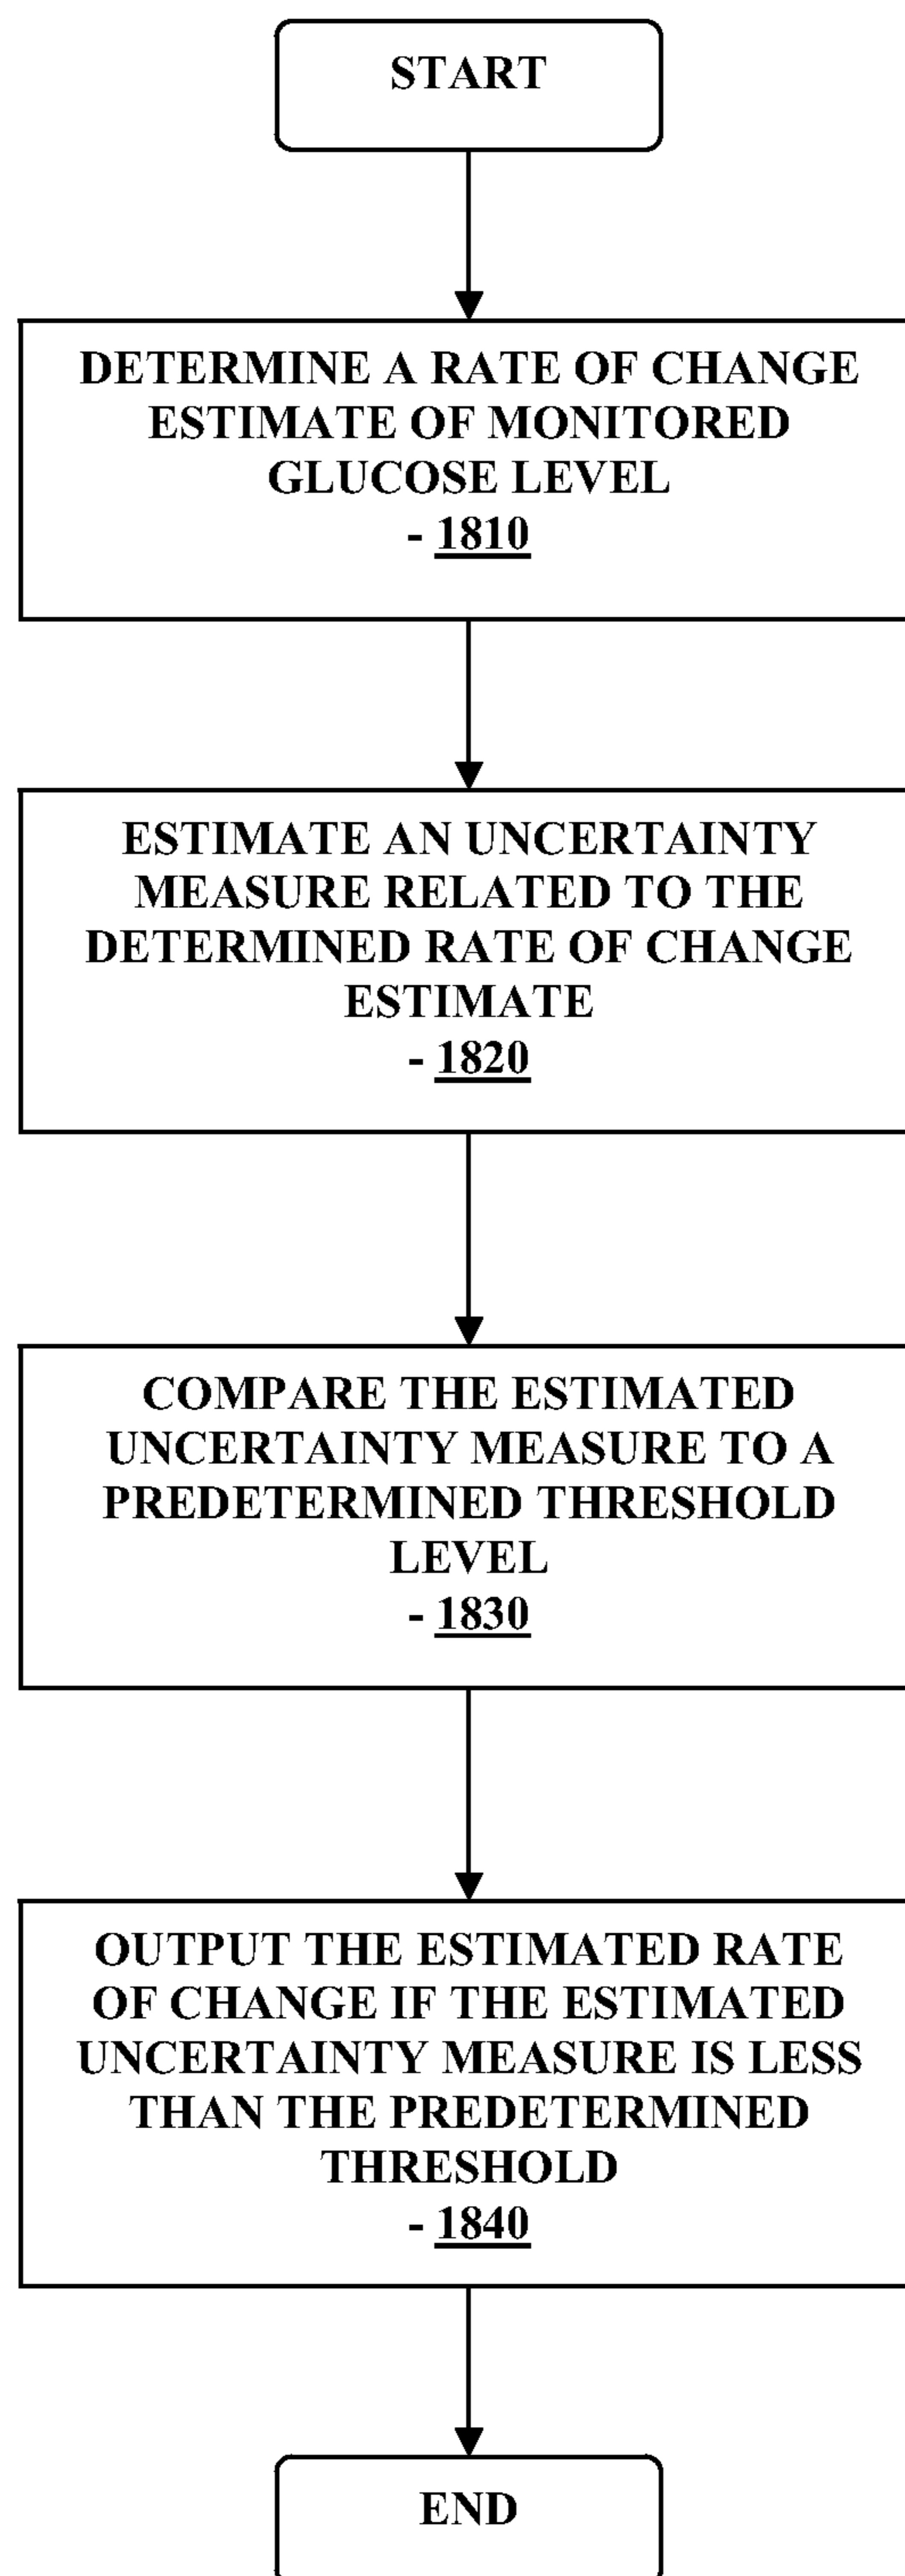 START
DETERMINE A RATE OF CHANGE
ESTIMATE OF MONITORED
GLUCOSE LEVEL
- 1810
ESTIMATE AN UNCERTAINTY
MEASURE RELATED TO THE
DETERMINED RATE OF CHANGE
ESTIMATE
- 1820
COMPARE THE ESTIMATED
UNCERTAINTY MEASURE TO A
PREDETERMINED THRESHOLD
LEVEL
- 1830
OUTPUT THE ESTIMATED RATE
OF CHANGE IF THE ESTIMATED
UNCERTAINTY MEASURE IS LESS
THAN THE PREDETERMINED
THRESHOLD
- 1840
END